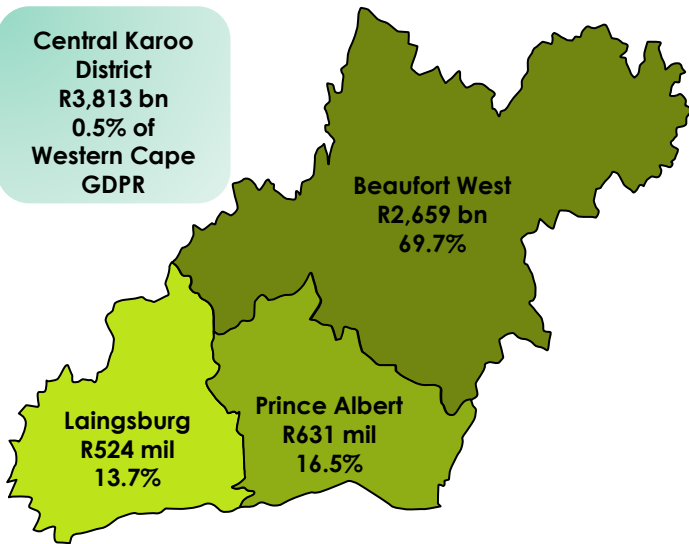 Central Karoo
District
R3,813 bn
0.5% of
Western Cape
GDPR
Beaufort West
R2,659 bn
69.7%
Laingsburg
R524 mil
13.7%
Prince Albert
R631 mil
16.5%